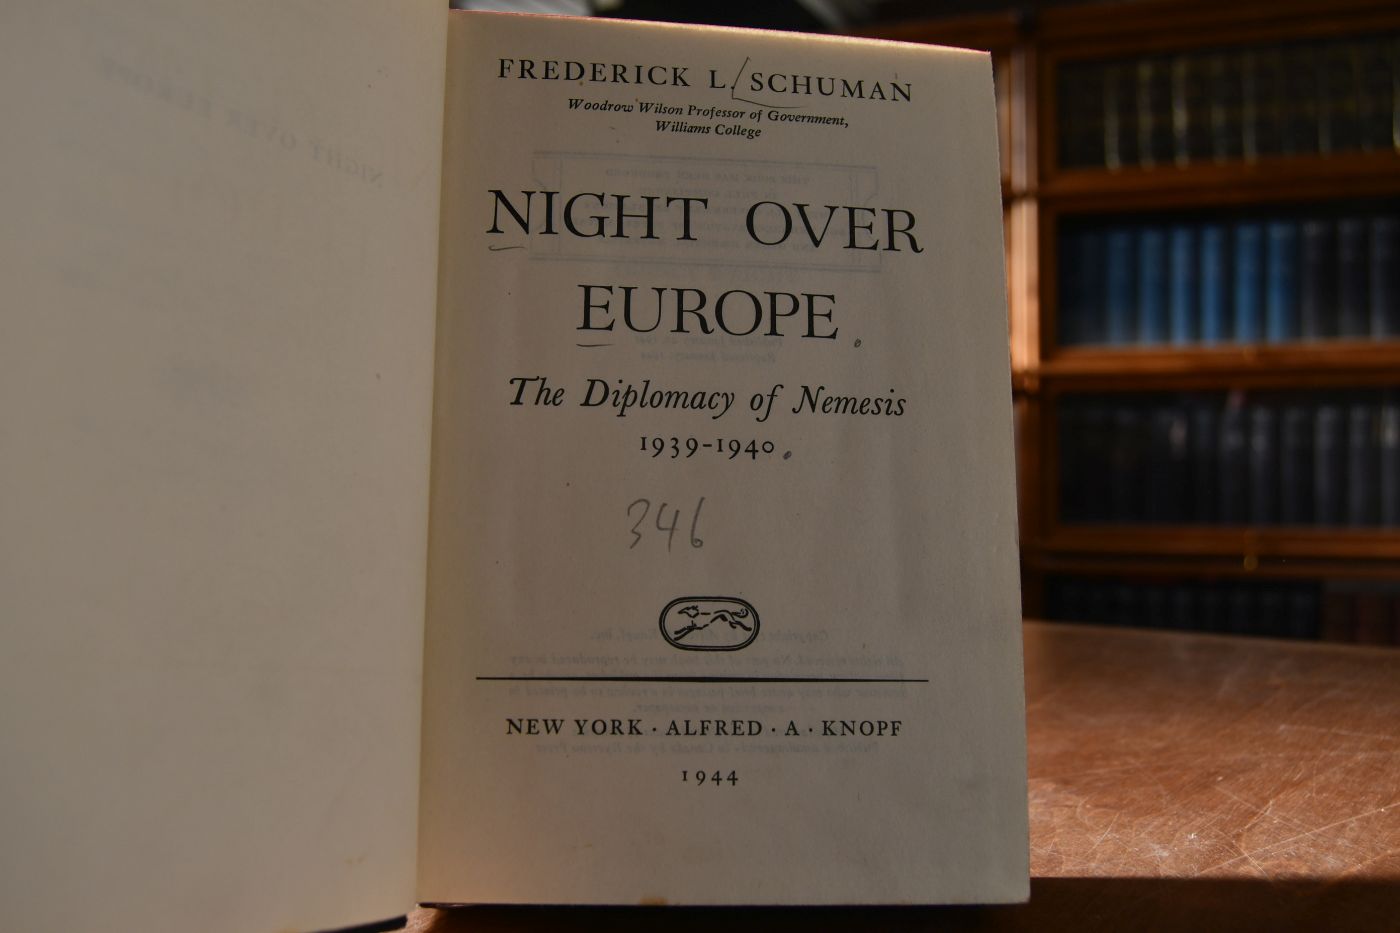 FREDERICK L. SCHUMAN
Woodrow Wilson Professor of Government,
Williams College
NIGHT OVER
EUROPE
The Diplomacy of Nemesis
1939-1940
346
NEW YORK · ALFRED · A · KNOPF
1944